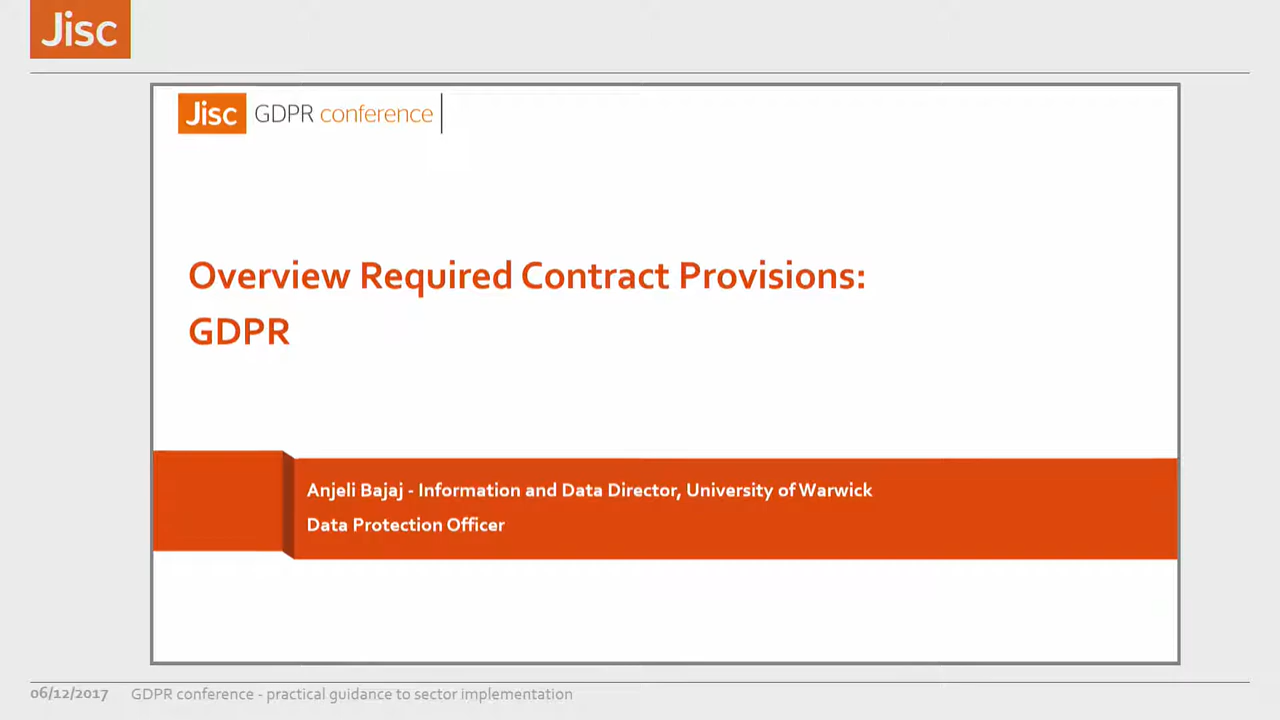 Jisc
Jisc GDPR conference
Overview Required Contract Provisions:
GDPR
Anjeli Bajaj - Information and Data Director, University of Warwick
Data Protection Officer
06/12/2017 GDPR conference - practical guidance to sector implementation